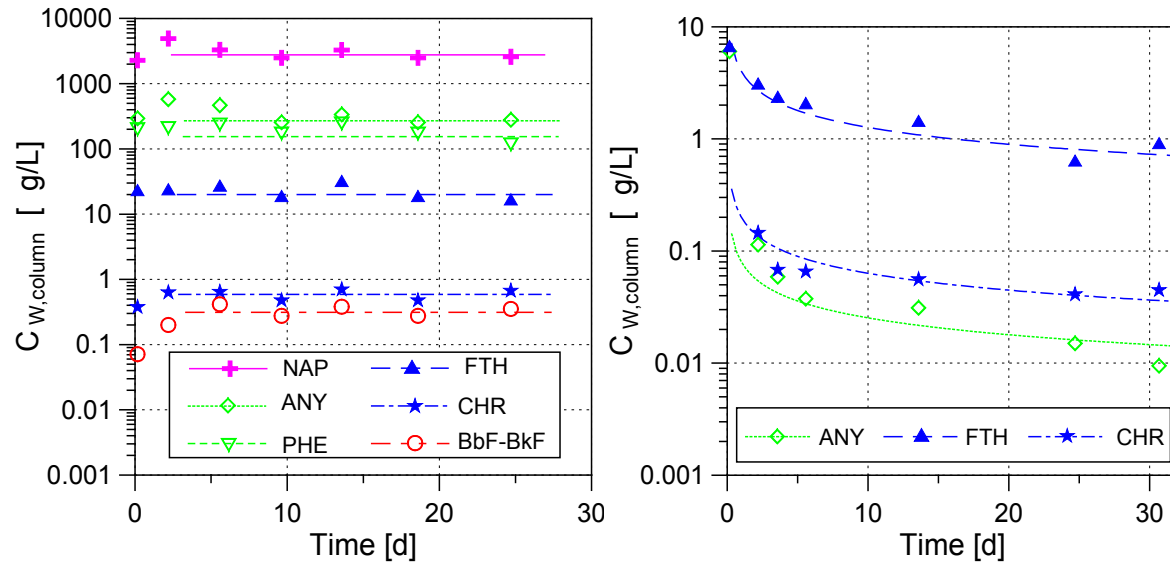 10000
1000
100
10
1
0.1
0.01
0.001
C W,column [ g/L]
0
10
20
30
Time [d]
NAP
ANY
PHE
FTH
CHR
BbF-BkF
10
1
0.1
0.01
0.001
C W,column [ g/L]
0
10
20
30
Time [d]
ANY
FTH
CHR